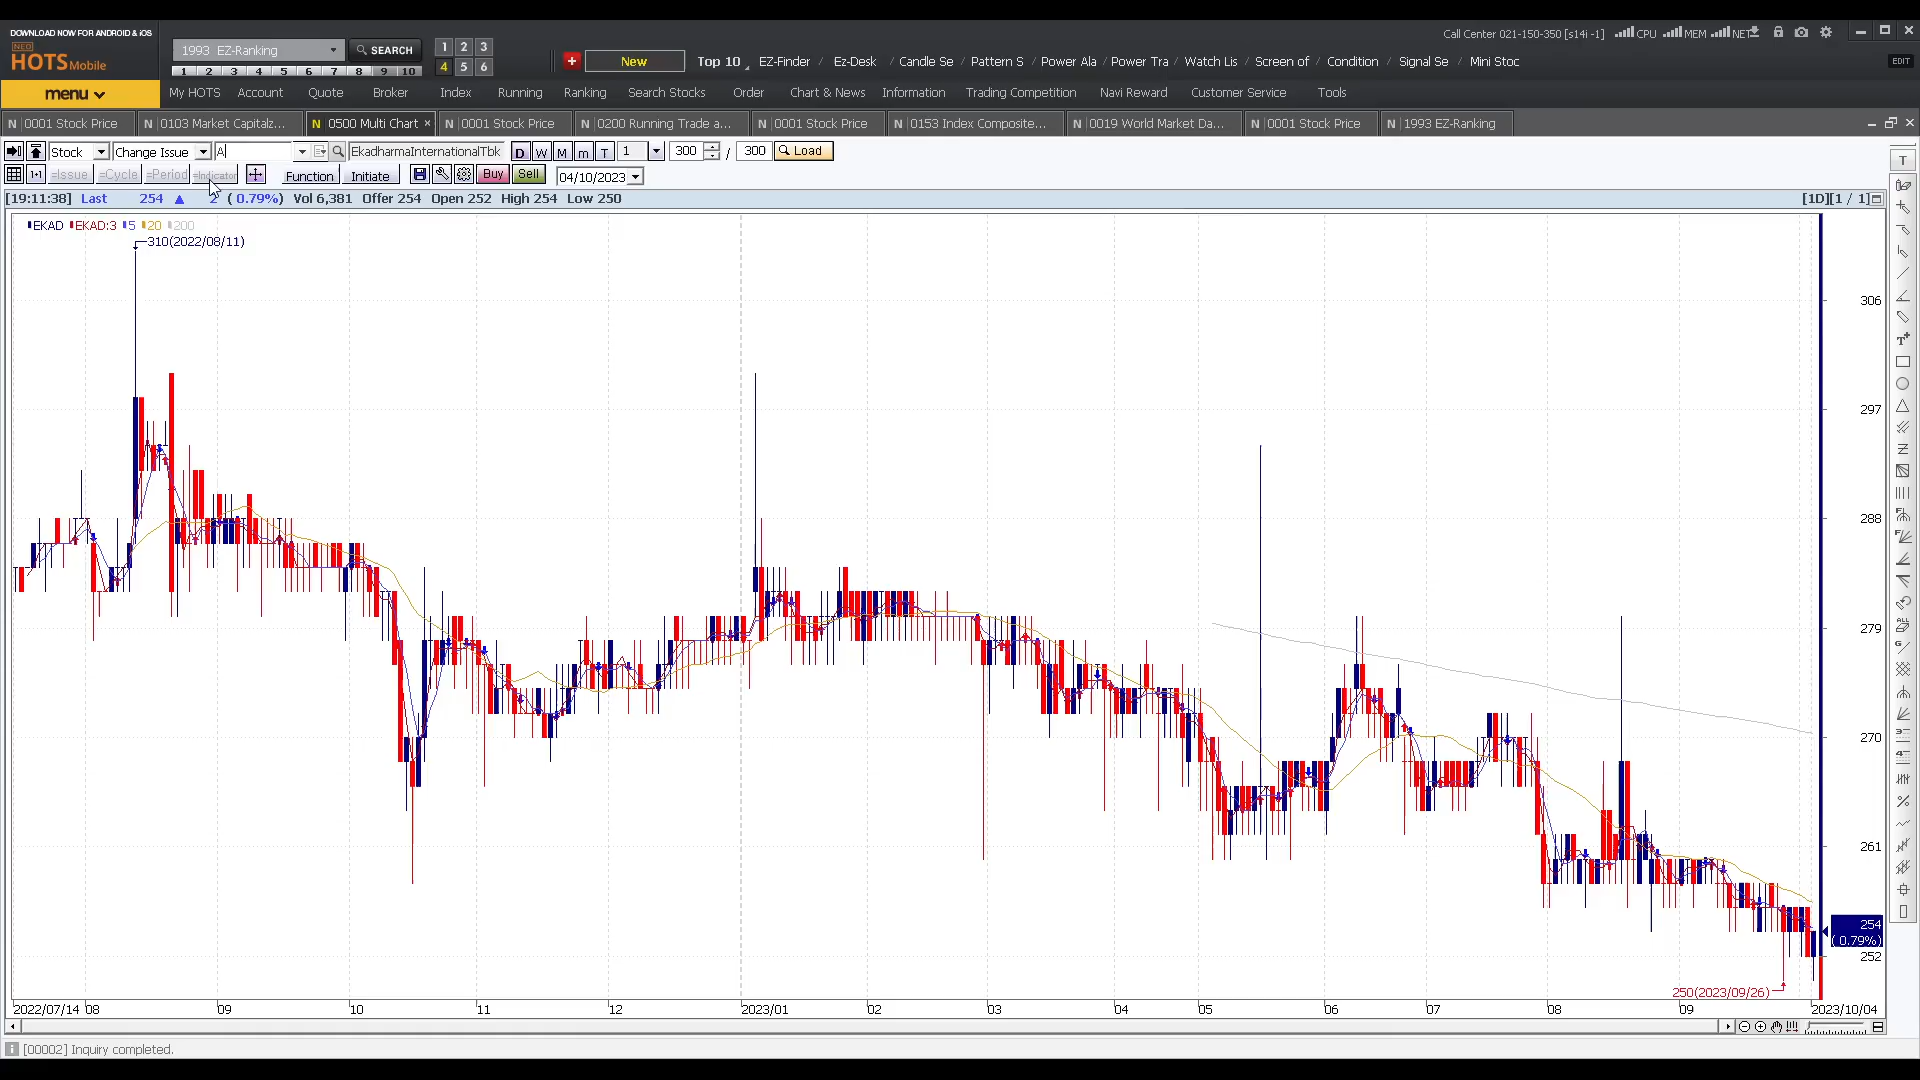 DOWNLOAD NOW FOR ANDROID & iOS
NEO
HOTS Mobile
1993 EZ-Ranking
SEARCH
1 2 3
4 5 6
1 2 3 4 5 6 7 8 9 10
New
Top 10 EZ-Finder / Ez-Desk / Candle Se / Pattern S / Power Ala / Power Tra / Watch Lis / Screen of / Condition / Signal Se / Mini Stoc
Call Center 021-150-350 [s14i -1] CPU MEM NET
EDIT
menu
My HOTS Account Quote Broker Index Running Ranking Search Stocks Order Chart & News Information Trading Competition Navi Reward Customer Service Tools
N 0001 Stock Price N 0103 Market Capitalz... N 0500 Multi Chart × N 0001 Stock Price N 0200 Running Trade a... N 0001 Stock Price N 0153 Index Composite... N 0019 World Market Da... N 0001 Stock Price N 1993 EZ-Ranking
Stock Change Issue A EkadharmaInternationalTbk D W M m T 1 300 / 300 Load
1•1 =Issue =Cycle =Period =Indicator Function Initiate Buy Sell 04/10/2023
[19:11:38] Last 254 ▲ 2 ( 0.79%) Vol 6,381 Offer 254 Open 252 High 254 Low 250
[1D][1 / 1]
EKAD EKAD:3 5 20 200
310(2022/08/11)
306
297
288
279
270
261
254
( 0.79%)
252
250(2023/09/26)
2022/07/14 08 09 10 11 12 2023/01 02 03 04 05 06 07 08 09 2023/10/04
[00002] Inquiry completed.